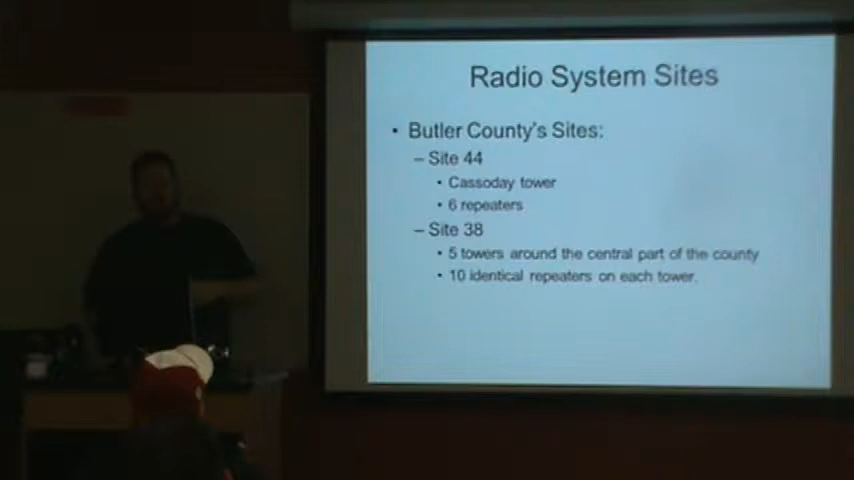 Radio System Sites
• Butler County's Sites:
– Site 44
• Cassoday tower
• 6 repeaters
– Site 38
• 5 towers around the central part of the county
• 10 identical repeaters on each tower.